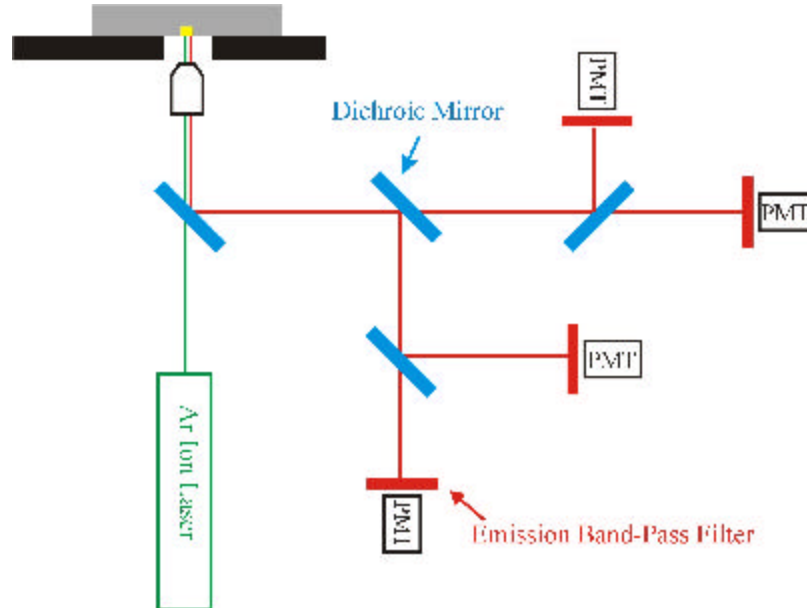 PMT
Dichroic Mirror
PMT
PMT
Ar Ion Laser
PMT
Emission Band-Pass Filter